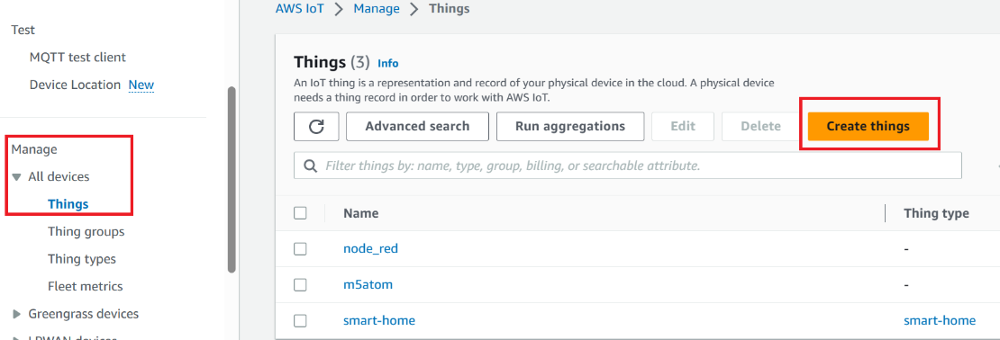 Test
MQTT test client
Device Location New
Manage
All devices
Things
Thing groups
Thing types
Fleet metrics
Greengrass devices
LPWAN devices
AWS IoT > Manage > Things
Things (3) Info
An IoT thing is a representation and record of your physical device in the cloud. A physical device
needs a thing record in order to work with AWS IoT.
Advanced search Run aggregations Edit Delete Create things
Filter things by: name, type, group, billing, or searchable attribute.
Name Thing type
node_red -
m5atom -
smart-home smart-home